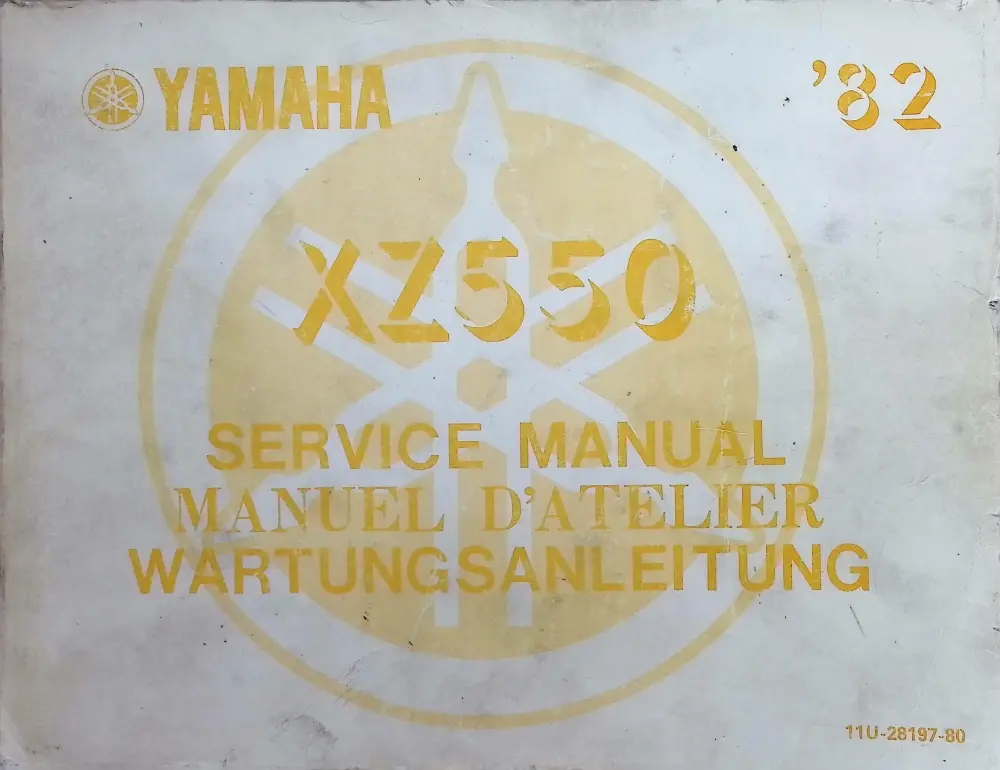 YAMAHA '82
XZ550
SERVICE MANUAL
MANUEL D'ATELIER
WARTUNGSANLEITUNG
11U-28197-80